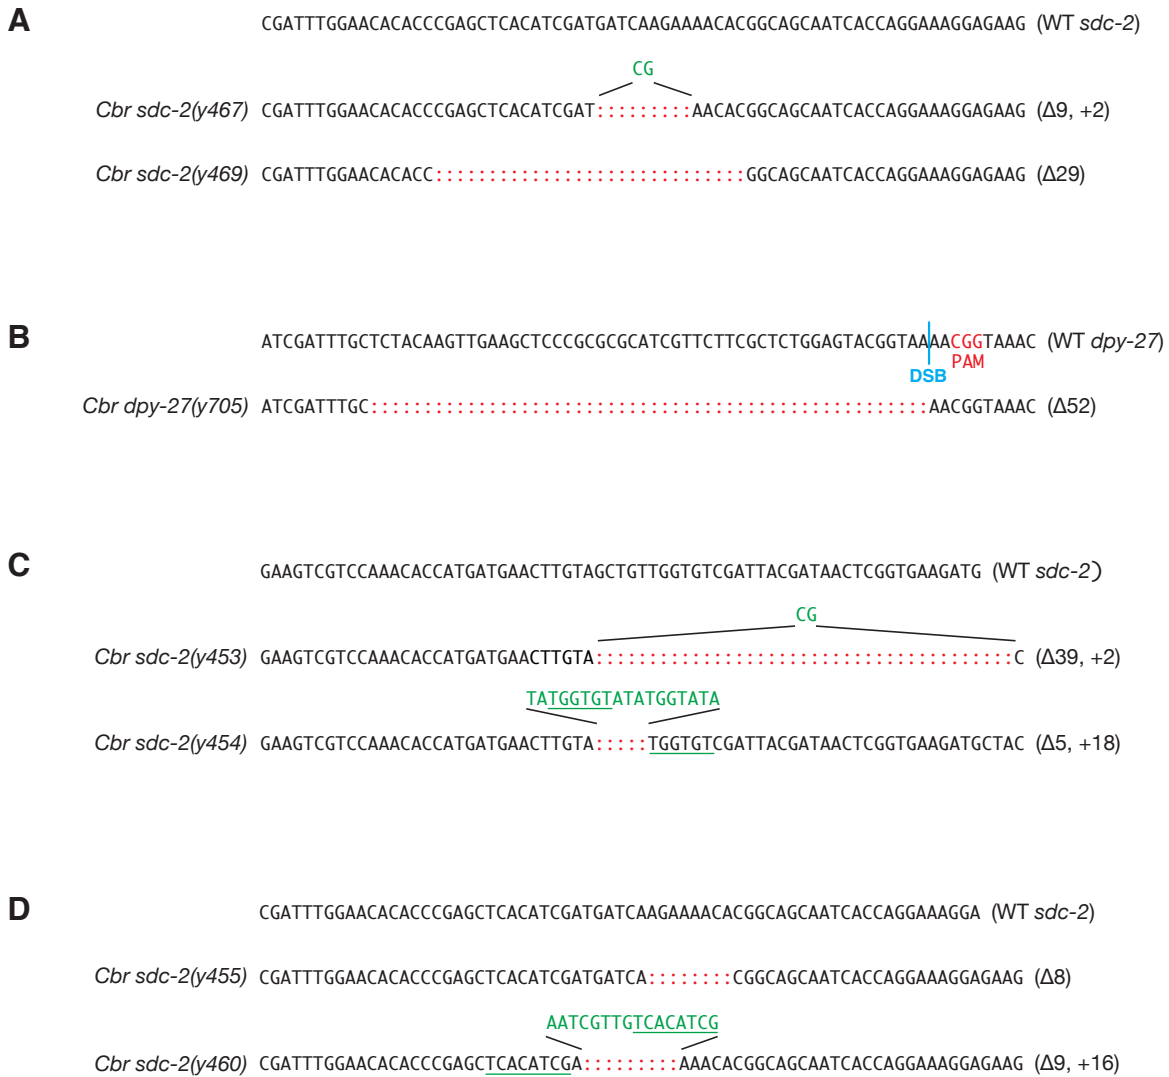 A
CGATTTGGAACACACCCGAGCTCACATCGATGATCAAGAAAACACGGCAGCAATCACCAGGAAAGGAGAAG (WT sdc-2)
CG
Cbr sdc-2(y467) CGATTTGGAACACACCCGAGCTCACATCGAT:::::::::AACACGGCAGCAATCACCAGGAAAGGAGAAG (Δ9, +2)
Cbr sdc-2(y469) CGATTTGGAACACACC:::::::::::::::::::::::::::::GGCAGCAATCACCAGGAAAGGAGAAG (Δ29)
B
ATCGATTTGCTCTACAAGTTGAAGCTCCCGCGCGCATCGTTCTTCGCTCTGGAGTACGGTAAAACGGTAAAC (WT dpy-27)
PAM
DSB
Cbr dpy-27(y705) ATCGATTTGC::::::::::::::::::::::::::::::::::::::::::::::::::::AACGGTAAAC (Δ52)
C
GAAGTCGTCCAAACACCATGATGAACTTGTAGCTGTTGGTGTCGATTACGATAACTCGGTGAAGATG (WT sdc-2)
CG
Cbr sdc-2(y453) GAAGTCGTCCAAACACCATGATGAACTTGTA:::::::::::::::::::::::::::::::::::::::C (Δ39, +2)
TATGGTGTATATGGTATA
Cbr sdc-2(y454) GAAGTCGTCCAAACACCATGATGAACTTGTA:::::TGGTGTCGATTACGATAACTCGGTGAAGATGCTAC (Δ5, +18)
D
CGATTTGGAACACACCCGAGCTCACATCGATGATCAAGAAAACACGGCAGCAATCACCAGGAAAGGA (WT sdc-2)
Cbr sdc-2(y455) CGATTTGGAACACACCCGAGCTCACATCGATGATCA::::::::CGGCAGCAATCACCAGGAAAGGAGAAG (Δ8)
AATCGTTGTCACATCG
Cbr sdc-2(y460) CGATTTGGAACACACCCGAGCTCACATCGA:::::::::AAACACGGCAGCAATCACCAGGAAAGGAGAAG (Δ9, +16)